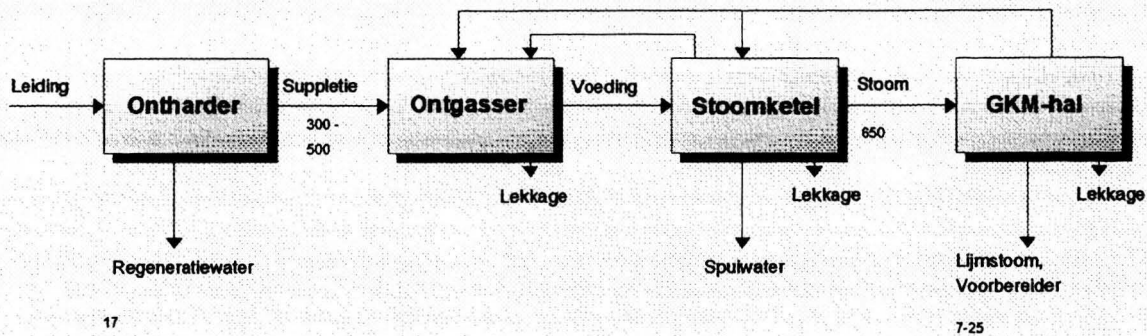 Leiding
Ontharder
Suppletie
300 -
500
Ontgasser
Voeding
Stoomketel
Stoom
650
GKM-hal
Lekkage
Lekkage
Lekkage
Regeneratiewater
Spuiwater
Lijmstoom,
Voorbereider
17
7-25